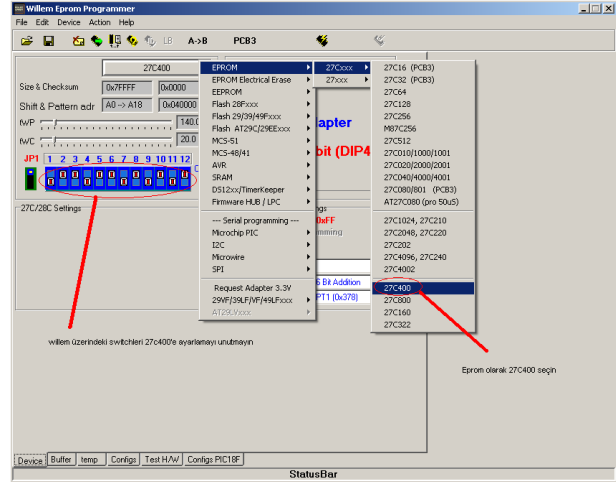 Willem Eprom Programmer
File Edit Device Action Help
LB A->B PCB3
27C400
Size & Checksum 0x7FFFF 0x0000
Shift & Pattern adr A0 -> A18 0x040000
tWP 140.0
tWC 20.0
JP1 1 2 3 4 5 6 7 8 9 10 11 12
27C/28C Settings
EPROM
EPROM Electrical Erase
EEPROM
Flash 28Fxxx
Flash 29/39/49Fxxx
Flash AT29C/29EExxx
MCS-51
MCS-48/41
AVR
SRAM
DS12xx/TimerKeeper
Firmware HUB / LPC
--- Serial programming ---
Microchip PIC
I2C
Microwire
SPI
Request Adapter 3.3V
29VF/39LF/VF/49LFxxx
AT29LVxxx
27Cxxx
27xxx
apter
bit (DIP4
gs
0xFF
mming
6 Bit Addition
PT1 (0x378)
27C16 (PCB3)
27C32 (PCB3)
27C64
27C128
27C256
M87C256
27C512
27C010/1000/1001
27C020/2000/2001
27C040/4000/4001
27C080/801 (PCB3)
AT27C080 (pro 50uS)
27C1024, 27C210
27C2048, 27C220
27C202
27C4096, 27C240
27C4002
27C400
27C800
27C160
27C322
willem üzerindeki switchleri 27c400'e ayarlamayı unutmayın
Eprom olarak 27C400 seçin
Device Buffer temp Configs Test H/W Configs PIC18F
StatusBar